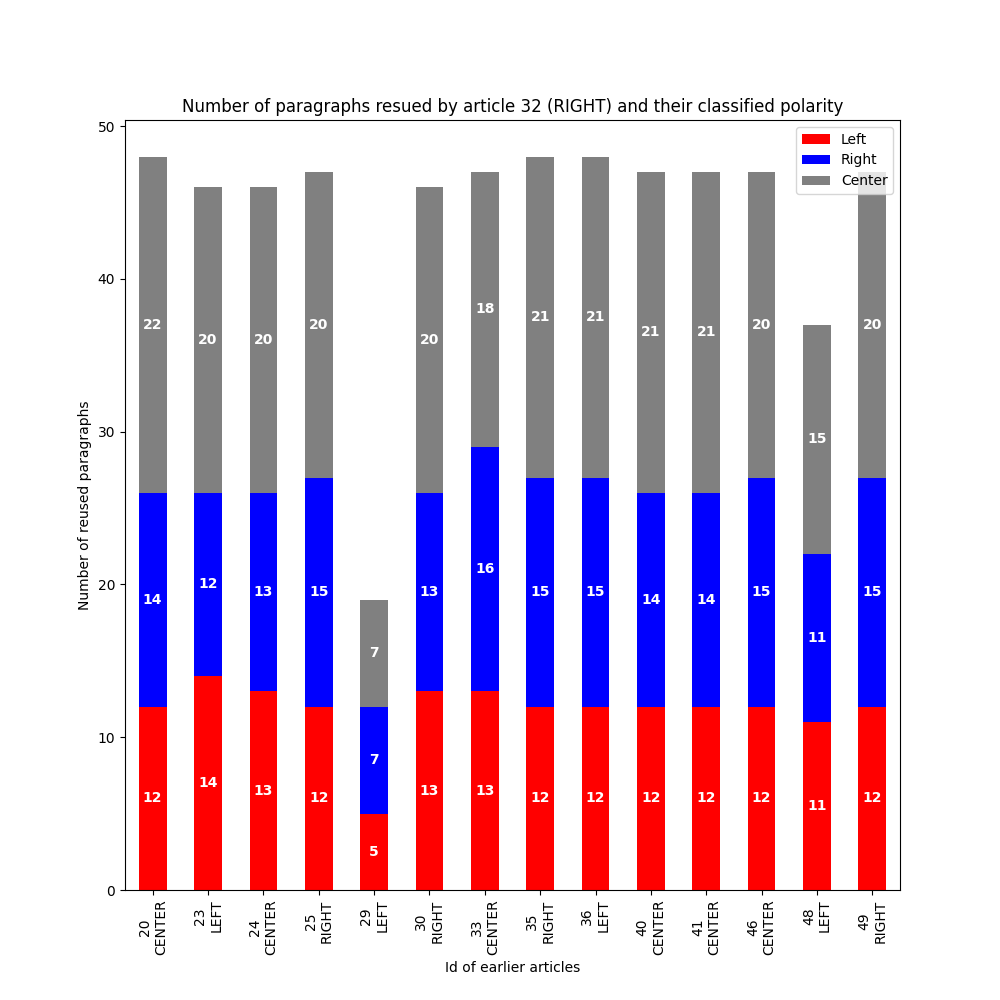 Number of paragraphs resued by article 32 (RIGHT) and their classified polarity
Left
Right
Center
Number of reused paragraphs
50
40
30
20
10
0
22 20 20 20 7 20 18 21 21 21 21 20 15 20
14 12 13 15 7 13 16 15 15 14 14 15 11 15
12 14 13 12 5 13 13 12 12 12 12 12 11 12
20
CENTER
23
LEFT
24
CENTER
25
RIGHT
29
LEFT
30
RIGHT
33
CENTER
35
RIGHT
36
LEFT
40
CENTER
41
CENTER
46
CENTER
48
LEFT
49
RIGHT
Id of earlier articles